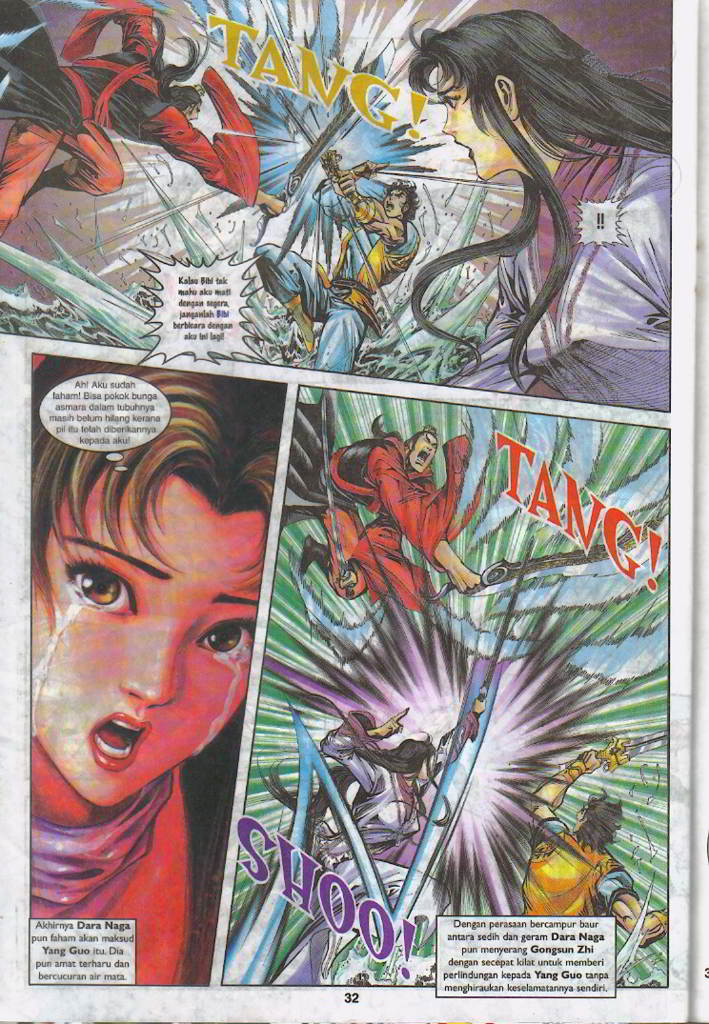 TANG!
!!
Kalau Bibi tak
mahu aku mati
dengan segera,
janganlah Bibi
berbicara dengan
aku ini lagi!
Ah! Aku sudah
faham! Bisa pokok bunga
asmara dalam tubuhnya
masih belum hilang kerana
pil itu telah diberikannya
kepada aku!
TANG!
SHOOO!
Akhirnya Dara Naga
pun faham akan maksud
Yang Guo itu. Dia
pun amat terharu dan
bercucuran air mata.
Dengan perasaan bercampur baur
antara sedih dan geram Dara Naga
pun menyerang Gongsun Zhi
dengan secepat kilat untuk memberi
perlindungan kepada Yang Guo tanpa
menghiraukan keselamatannya sendiri.
32